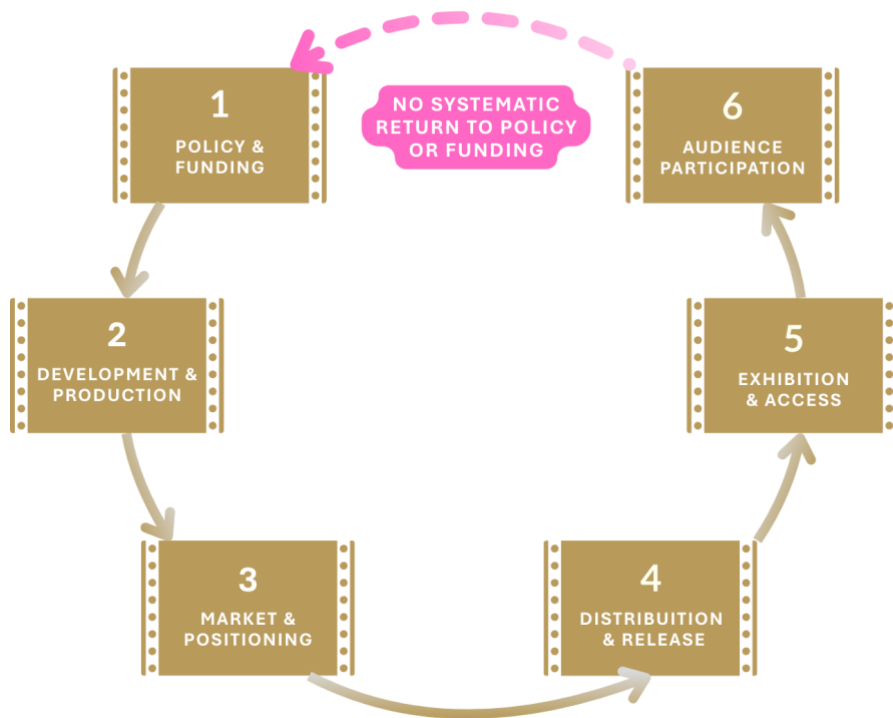 1
POLICY &
FUNDING
NO SYSTEMATIC
RETURN TO POLICY
OR FUNDING
6
AUDIENCE
PARTICIPATION
2
DEVELOPMENT &
PRODUCTION
5
EXHIBITION
& ACCESS
3
MARKET &
POSITIONING
4
DISTRIBUITION
& RELEASE